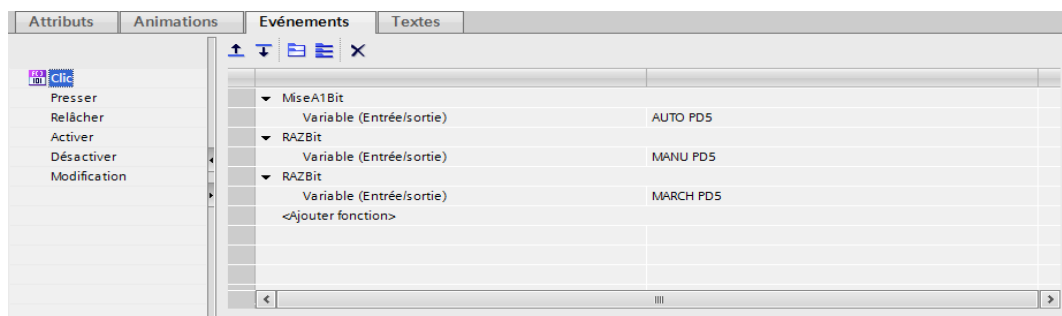 Attributs Animations Evénements Textes
Clic
Presser
Relâcher
Activer
Désactiver
Modification
MiseA1Bit
Variable (Entrée/sortie) AUTO PD5
RAZBit
Variable (Entrée/sortie) MANU PD5
RAZBit
Variable (Entrée/sortie) MARCH PD5
<Ajouter fonction>